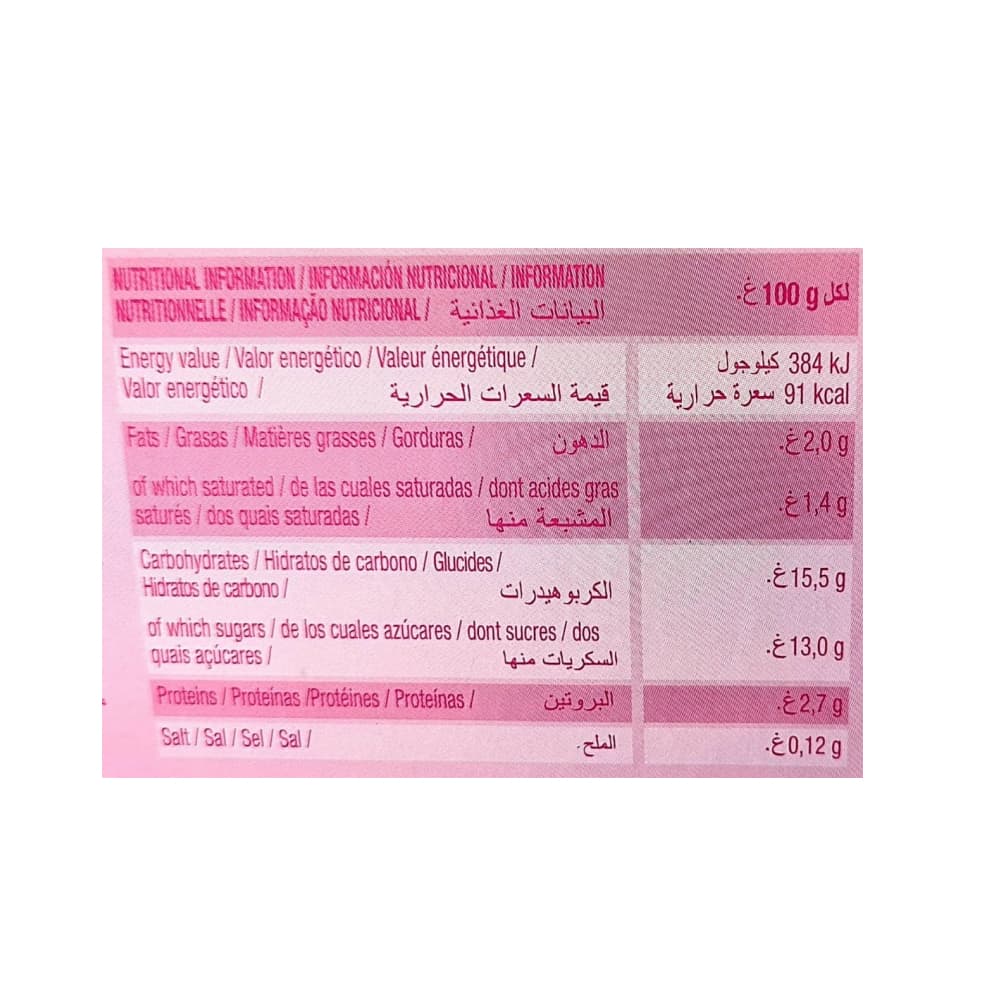 NUTRITIONAL INFORMATION / INFORMACIÓN NUTRICIONAL / INFORMATION
NUTRITIONNELLE / INFORMAÇÃO NUTRICIONAL / البيانات الغذائية
لكل 100 g غ.
Energy value / Valor energético / Valeur énergétique /
Valor energético / قيمة السعرات الحرارية
384 kJ كيلوجول
91 kcal سعرة حرارية
Fats / Grasas / Matières grasses / Gorduras / الدهون
2,0 g غ.
of which saturated / de las cuales saturadas / dont acides gras
saturés / dos quais saturadas / المشبعة منها
1,4 g غ.
Carbohydrates / Hidratos de carbono / Glucides /
Hidratos de carbono / الكربوهيدرات
15,5 g غ.
of which sugars / de los cuales azúcares / dont sucres / dos
quais açúcares / السكريات منها
13,0 g غ.
Proteins / Proteínas /Protéines / Proteínas / البروتين
2,7 g غ.
Salt / Sal / Sel / Sal / الملح.
0,12 g غ.